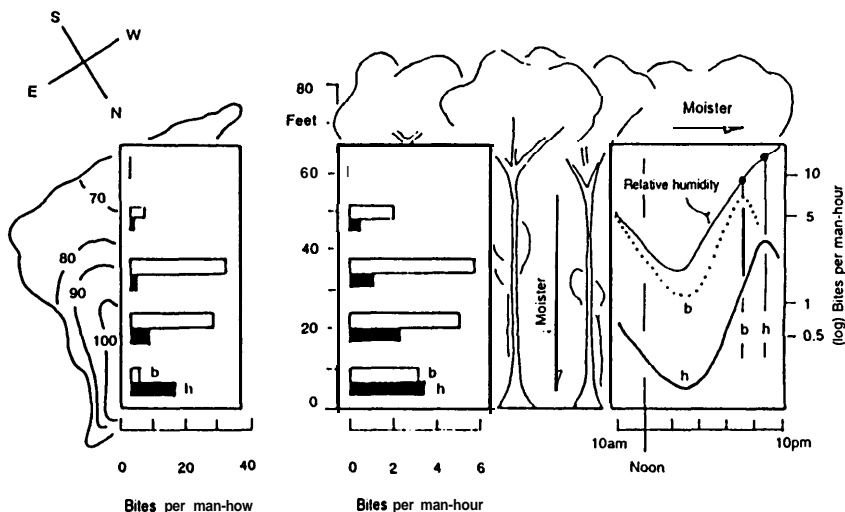 S
W
E
N
80
Feet
60
40
20
0
70
80
90
100
b
h
0 20 40
Bites per man-how
b
h
0 2 4 6
Bites per man-hour
Moister
Moister
Relative humidity
b
h
b
h
10
5
1
0.5
(log) Bites per man-hour
10am
10pm
Noon